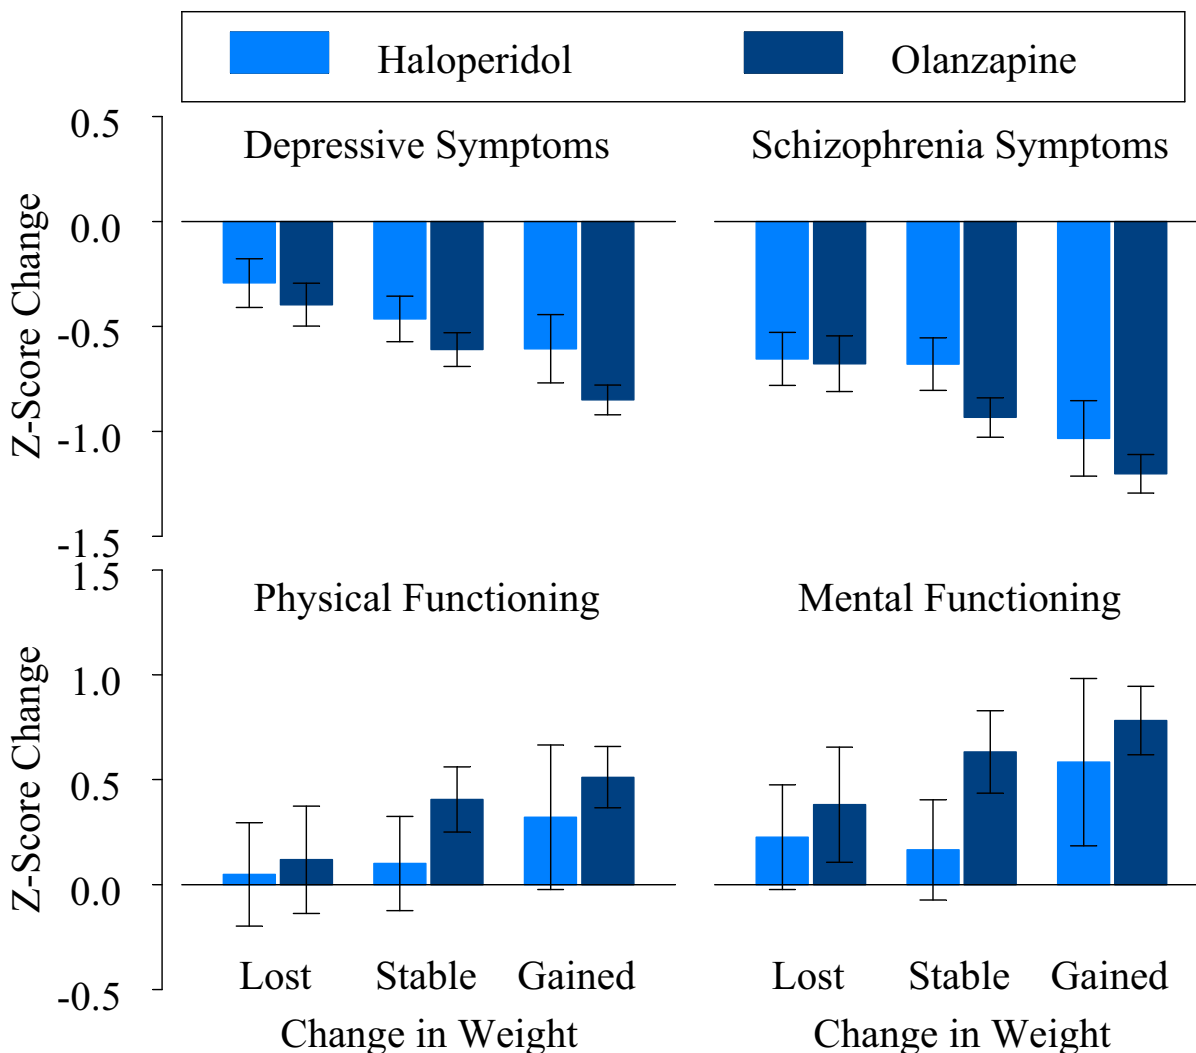 Haloperidol Olanzapine
Depressive Symptoms Schizophrenia Symptoms
Z-Score Change
0.5
0.0
-0.5
-1.0
-1.5
Physical Functioning Mental Functioning
Z-Score Change
1.5
1.0
0.5
0.0
-0.5
Lost Stable Gained Lost Stable Gained
Change in Weight Change in Weight